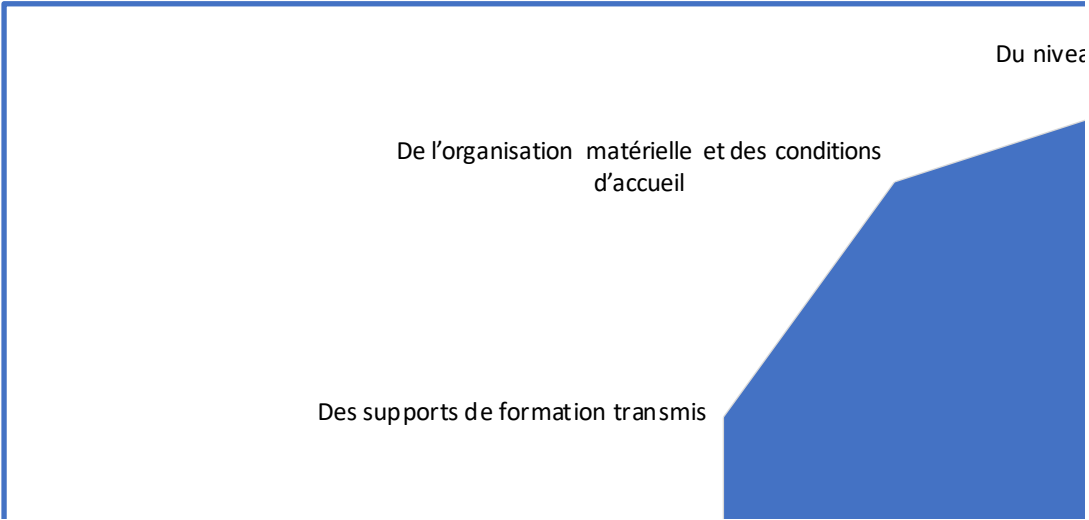 Du nivea
De l’organisation matérielle et des conditions
d’accueil
Des supports de formation transmis